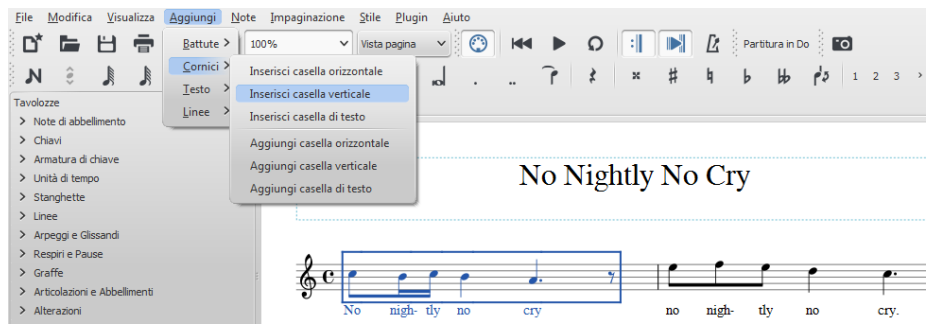 File Modifica Visualizza Aggiungi Note Impaginazione Stile Plugin Aiuto
Battute > 100% Vista pagina Partitura in Do
Cornici >
Testo >
Linee >
Inserisci casella orizzontale
Inserisci casella verticale
Inserisci casella di testo
Aggiungi casella orizzontale
Aggiungi casella verticale
Aggiungi casella di testo
1 2 3
Tavolozze
> Note di abbellimento
> Chiavi
> Armatura di chiave
> Unità di tempo
> Stanghette
> Linee
> Arpeggi e Glissandi
> Respiri e Pause
> Graffe
> Articolazioni e Abbellimenti
> Alterazioni
No Nightly No Cry
No nigh- tly no cry no nigh- tly no cry.